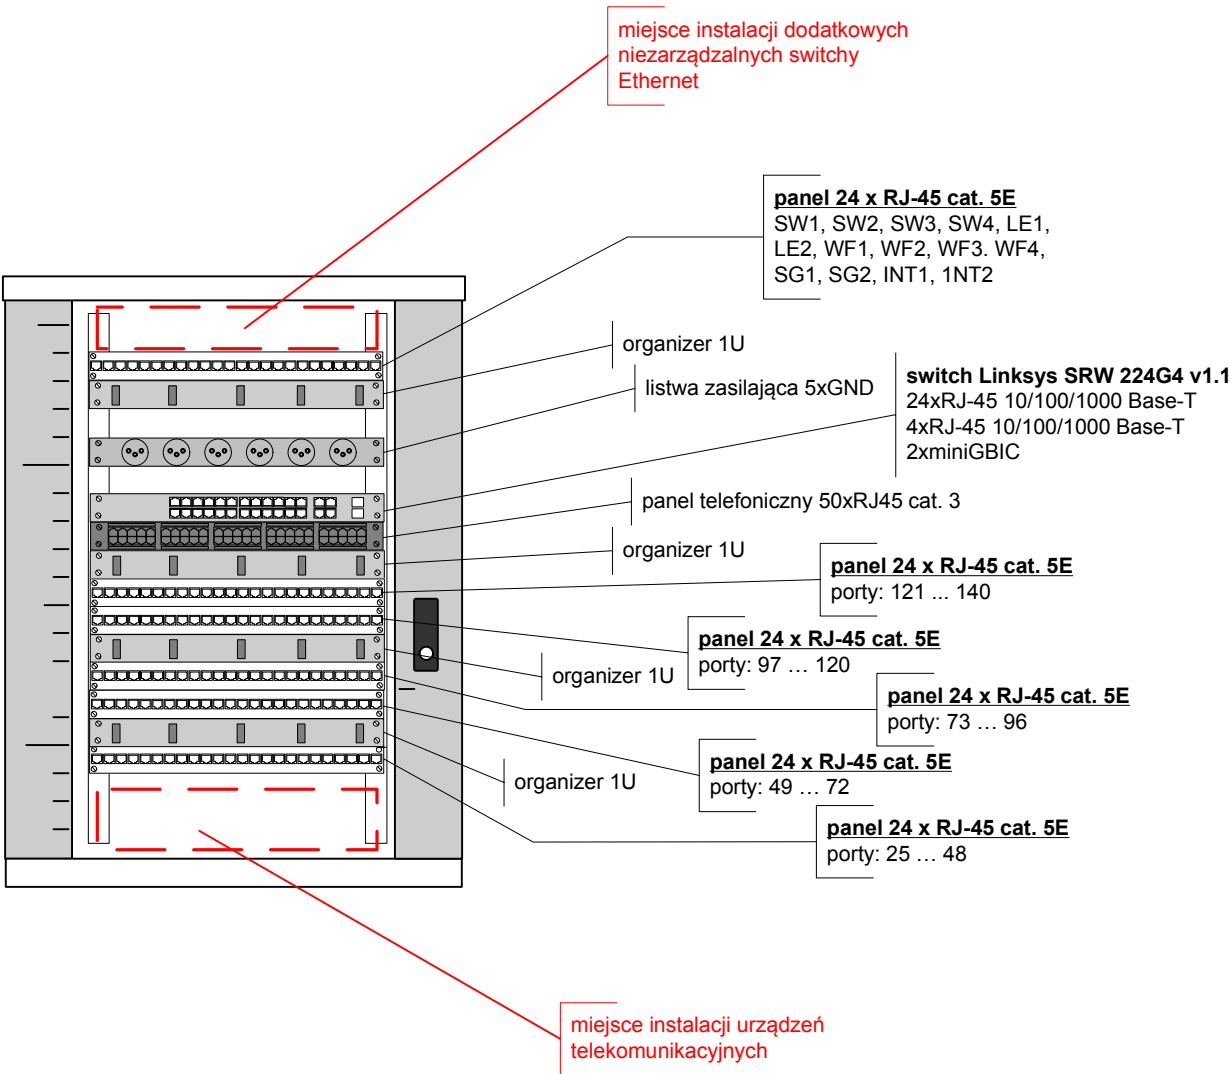 miejsce instalacji dodatkowych
niezarządzalnych switchy
Ethernet
panel 24 x RJ-45 cat. 5E
SW1, SW2, SW3, SW4, LE1,
LE2, WF1, WF2, WF3. WF4,
SG1, SG2, INT1, 1NT2
organizer 1U
listwa zasilająca 5xGND
switch Linksys SRW 224G4 v1.1
24xRJ-45 10/100/1000 Base-T
4xRJ-45 10/100/1000 Base-T
2xminiGBIC
panel telefoniczny 50xRJ45 cat. 3
organizer 1U
panel 24 x RJ-45 cat. 5E
porty: 121 ... 140
panel 24 x RJ-45 cat. 5E
porty: 97 … 120
organizer 1U
panel 24 x RJ-45 cat. 5E
porty: 73 … 96
panel 24 x RJ-45 cat. 5E
porty: 49 … 72
organizer 1U
panel 24 x RJ-45 cat. 5E
porty: 25 … 48
miejsce instalacji urządzeń
telekomunikacyjnych